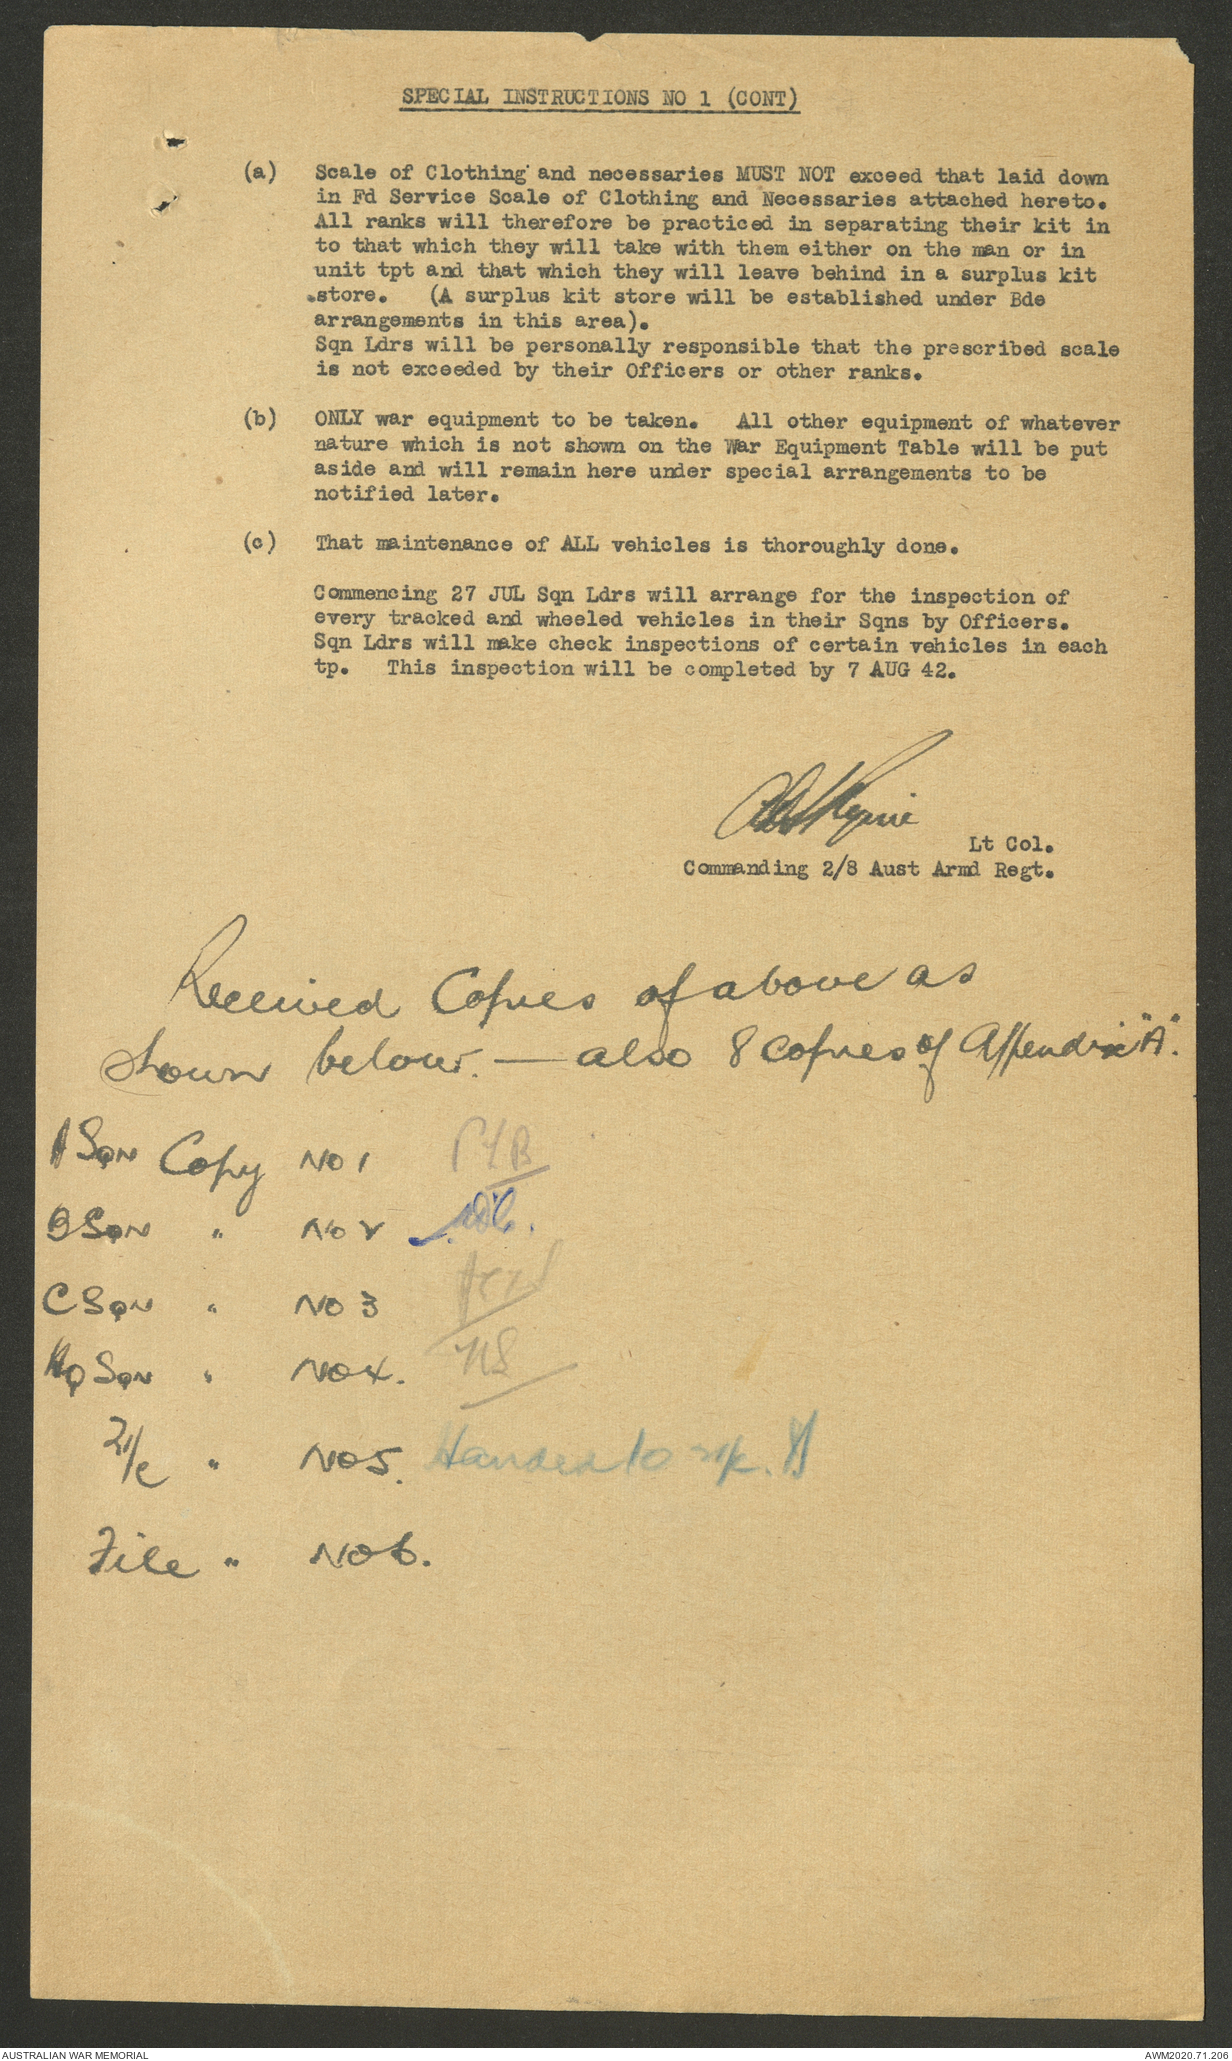 SPECIAL INSTRUCTIONS NO 1 (CONT)
(a) Scale of Clothing and necessaries MUST NOT exceed that laid down
in Fd Service Scale of Clothing and Necessaries attached hereto.
All ranks will therefore be practiced in separating their kit in
to that which they will take with them either on the man or in
unit tpt and that which they will leave behind in a surplus kit
.store. (A surplus kit store will be established under Bde
arrangements in this area).
Sqn Ldrs will be personally responsible that the prescribed scale
is not exceeded by their Officers or other ranks.
(b) ONLY war equipment to be taken. All other equipment of whatever
nature which is not shown on the War Equipment Table will be put
aside and will remain here under special arrangements to be
notified later.
(c) That maintenance of ALL vehicles is thoroughly done.
Commencing 27 JUL Sqn Ldrs will arrange for the inspection of
every tracked and wheeled vehicles in their Sqns by Officers.
Sqn Ldrs will make check inspections of certain vehicles in each
tp. This inspection will be completed by 7 AUG 42.
Lt Col.
Commanding 2/8 Aust Armd Regt.
Received Copies of above as
shown below. — also 8 copies of Appendix "A".
A Sqn Copy No 1
B Sqn " No 2
C Sqn " No 3
HQ Sqn " No 4.
2i/c " No 5. Handed to 2i/c.
File " No 6.
AUSTRALIAN WAR MEMORIAL
AWM2020.71.206